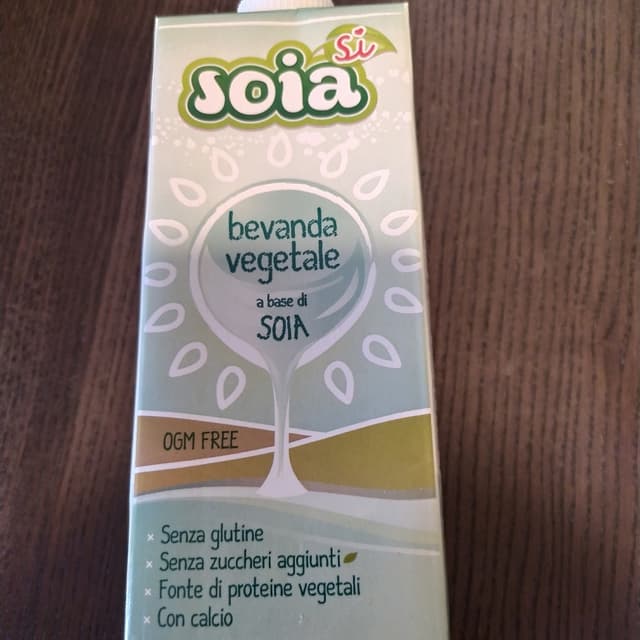 soia si
bevanda
vegetale
a base di
SOIA
OGM FREE
× Senza glutine
× Senza zuccheri aggiunti
× Fonte di proteine vegetali
× Con calcio